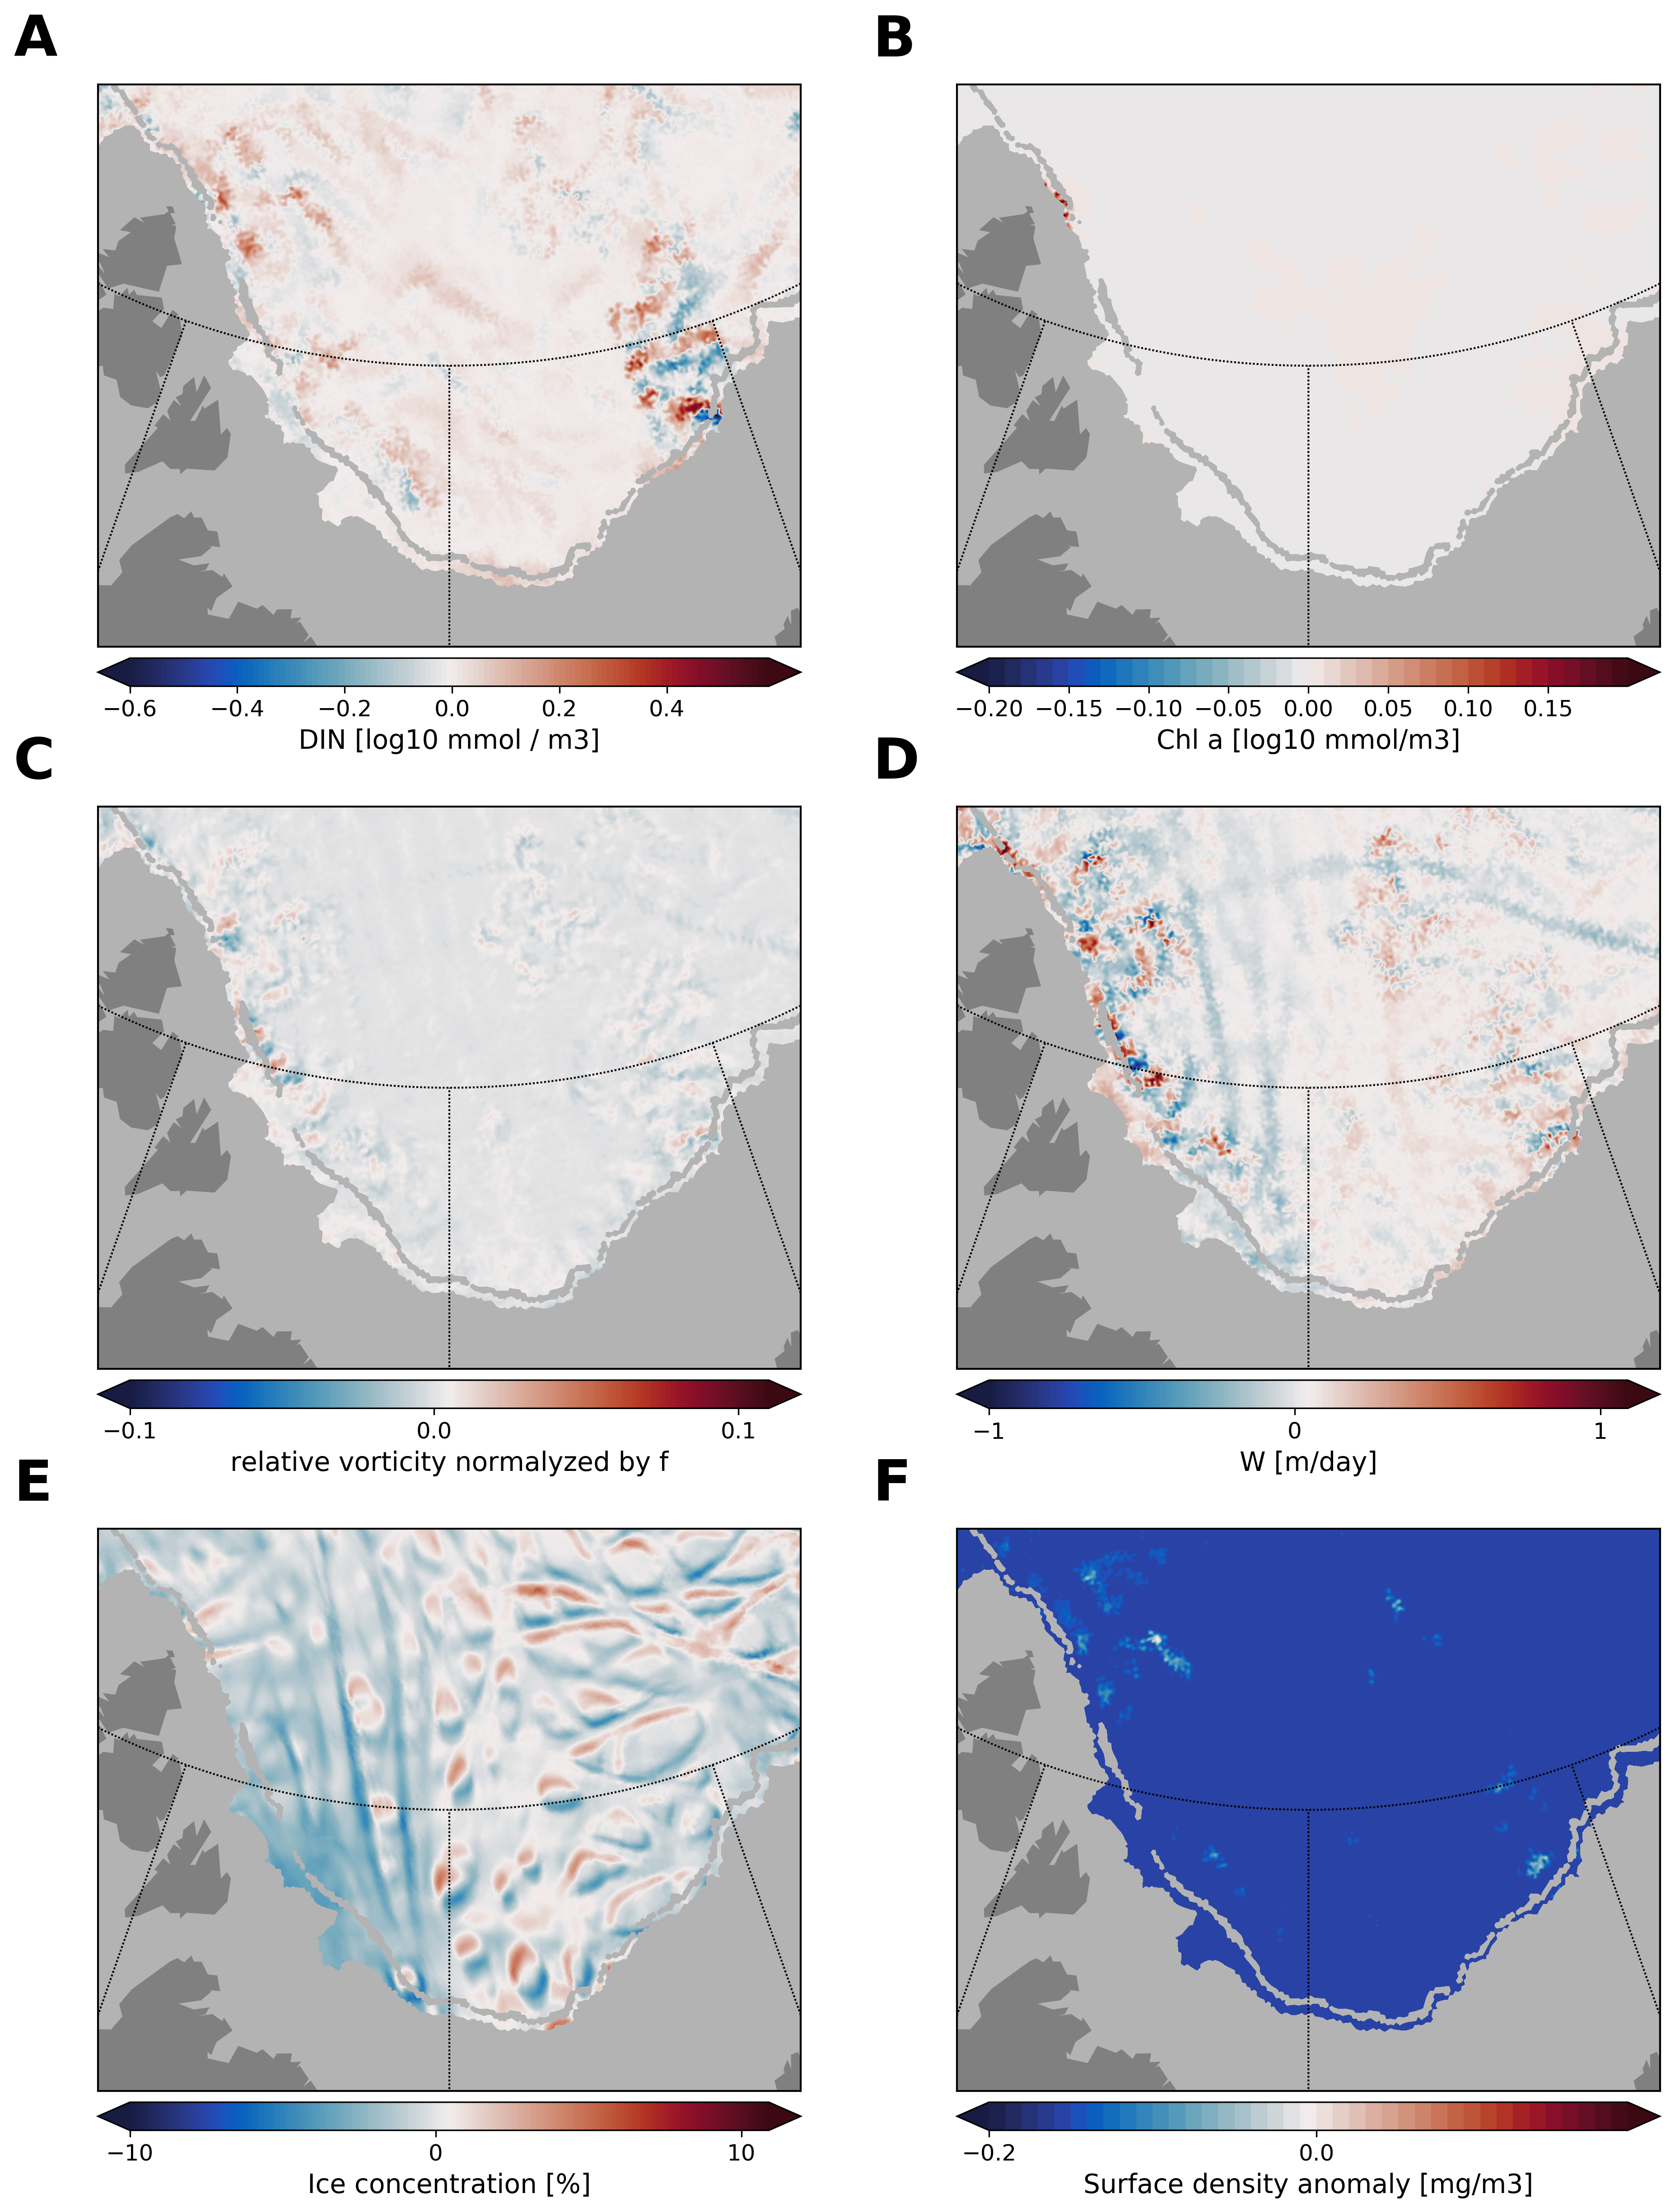 A
B
−0.6 −0.4 −0.2 0.0 0.2 0.4
DIN [log10 mmol / m3]
−0.20 −0.15 −0.10 −0.05 0.00 0.05 0.10 0.15
Chl a [log10 mmol/m3]
C
D
−0.1 0.0 0.1
relative vorticity normalyzed by f
−1 0 1
W [m/day]
E
F
−10 0 10
Ice concentration [%]
−0.2 0.0
Surface density anomaly [mg/m3]